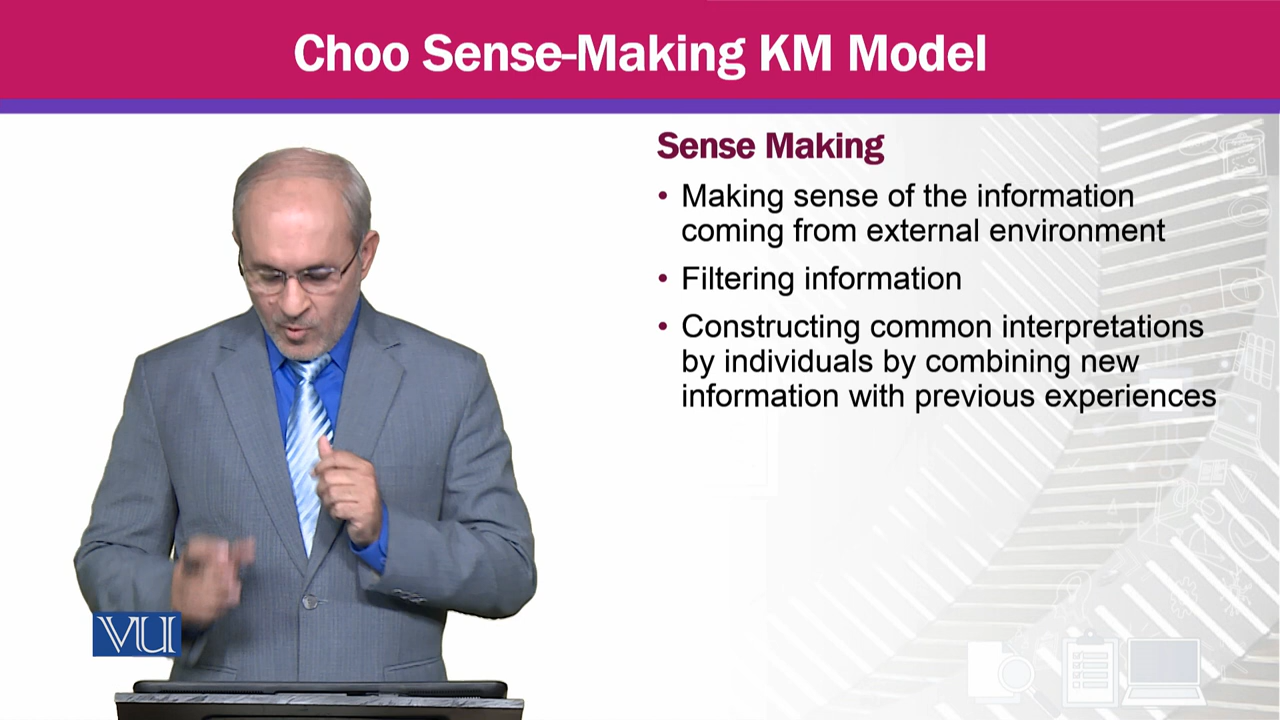 Choo Sense-Making KM Model
Sense Making
• Making sense of the information
coming from external environment
• Filtering information
• Constructing common interpretations
by individuals by combining new
information with previous experiences
VU